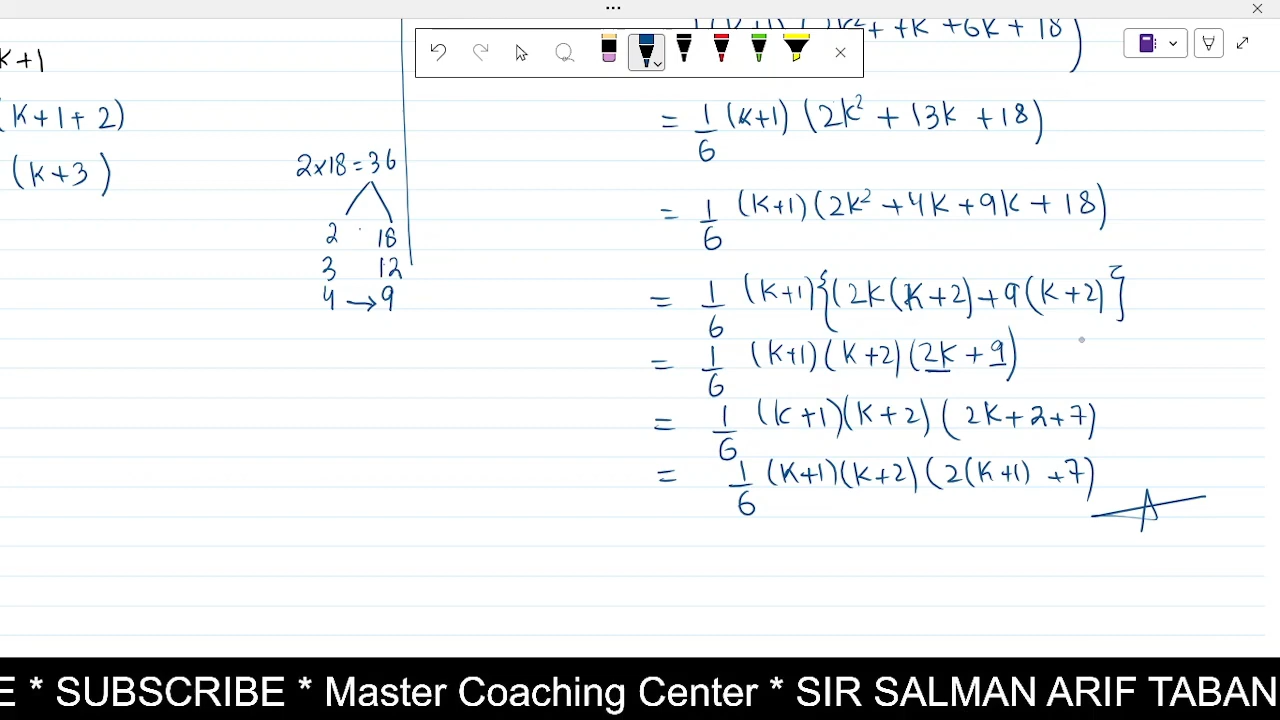 k+1
(k+1+2)
(k+3)
2×18=36
2 18
3 12
4 → 9
+ 6k + 18)
= 1/6 (k+1) (2k² + 13k + 18)
= 1/6 (k+1)(2k² + 4k + 9k + 18)
= 1/6 (k+1){(2k(k+2)+9(k+2)}
= 1/6 (k+1)(k+2)(2k+9)
= 1/6 (k+1)(k+2)(2k+2+7)
= 1/6 (k+1)(k+2)(2(k+1)+7)
E * SUBSCRIBE * Master Coaching Center * SIR SALMAN ARIF TABAN